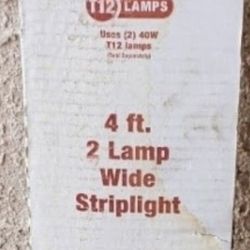 T12 LAMPS
Uses (2) 40W
T12 lamps
(Sold Separately)
4 ft.
2 Lamp
Wide
Striplight